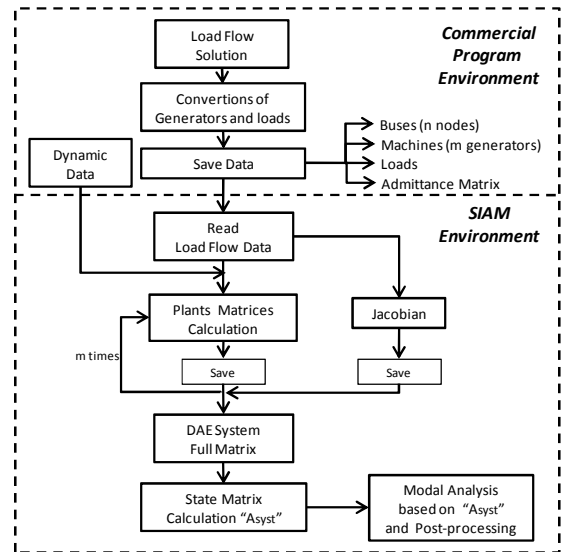 Load Flow
Solution
Commercial
Program
Environment
Convertions of
Generators and loads
Buses (n nodes)
Machines (m generators)
Loads
Admittance Matrix
Dynamic
Data
Save Data
SIAM
Environment
Read
Load Flow Data
Plants Matrices
Calculation
Jacobian
m times
Save
Save
DAE System
Full Matrix
State Matrix
Calculation "Asyst"
Modal Analysis
based on "Asyst"
and Post-processing